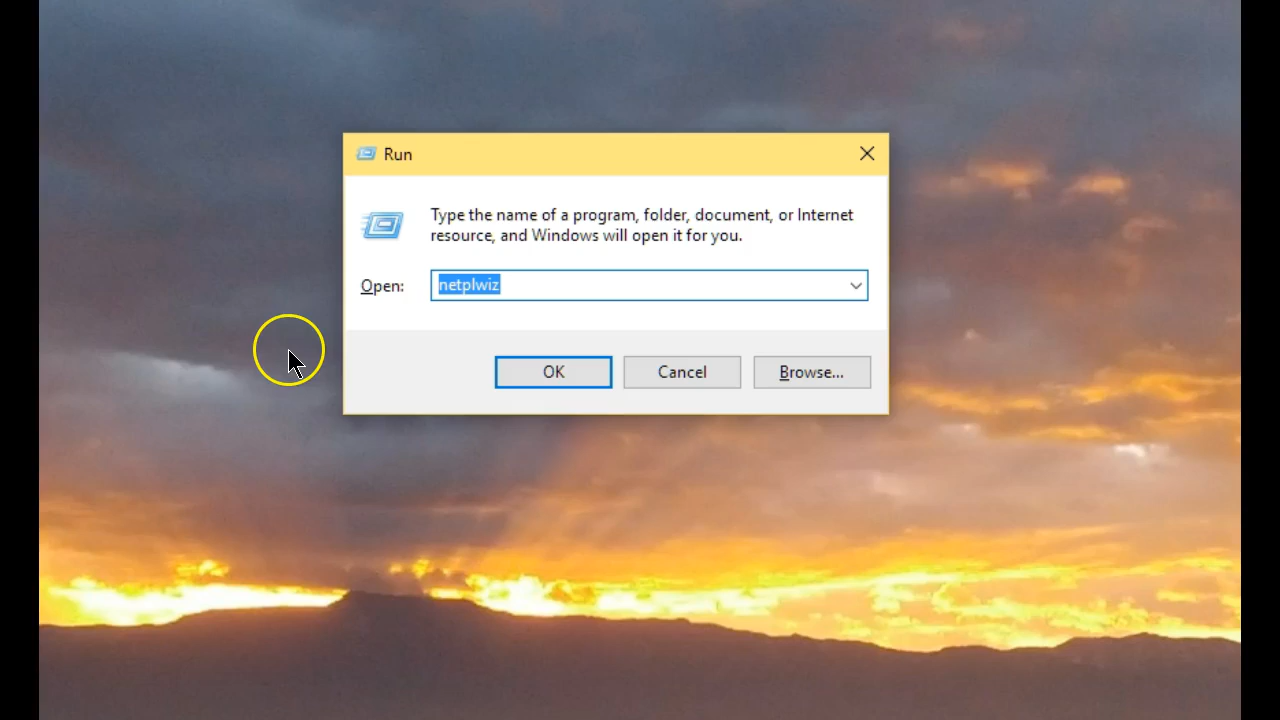 Run
Type the name of a program, folder, document, or Internet
resource, and Windows will open it for you.
Open: netplwiz
OK Cancel Browse...